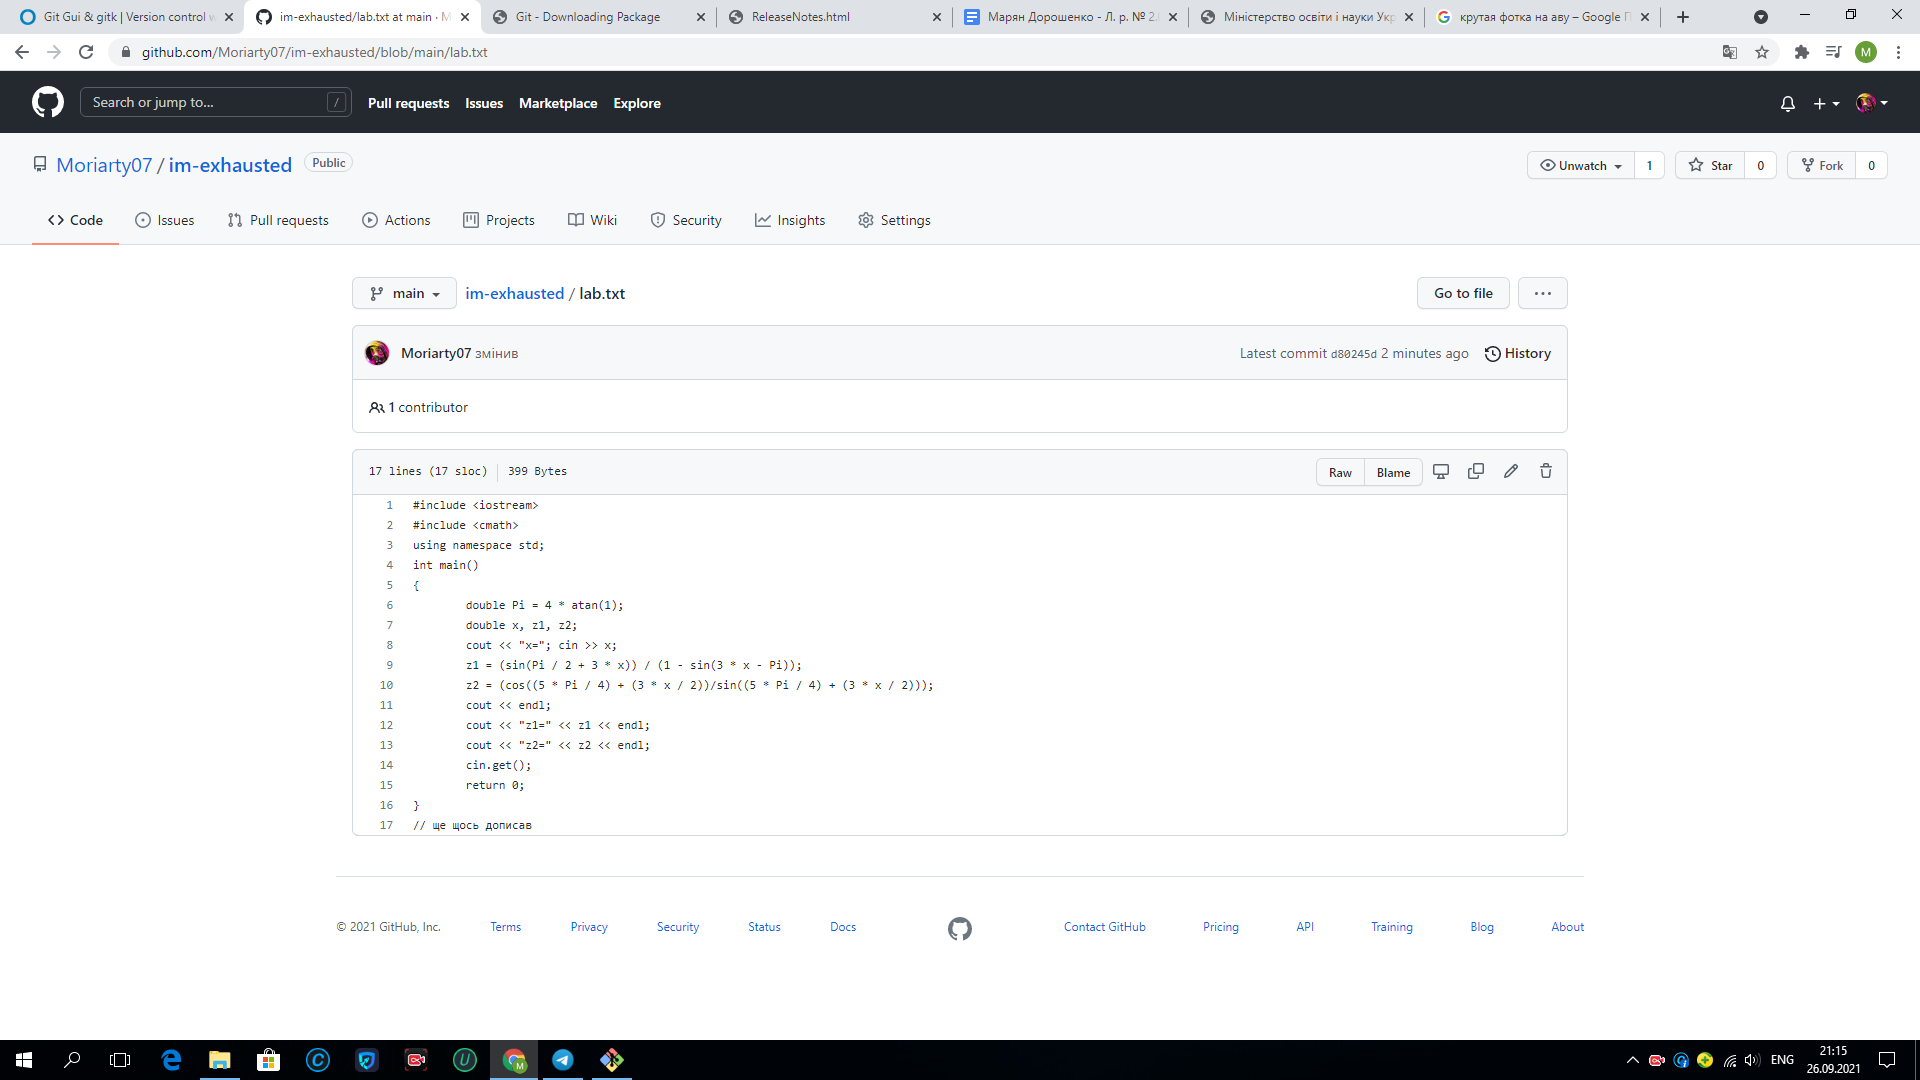 Git Gui & gitk | Version control
im-exhausted/lab.txt at main · M
Git - Downloading Package
ReleaseNotes.html
Марян Дорошенко - Л. р. № 2.
Міністерство освіти і науки Укр
крутая фотка на аву – Google П
github.com/Moriarty07/im-exhausted/blob/main/lab.txt
M
Search or jump to...
/
Pull requests
Issues
Marketplace
Explore
Moriarty07 / im-exhausted
Public
Unwatch 1
Star 0
Fork 0
Code
Issues
Pull requests
Actions
Projects
Wiki
Security
Insights
Settings
main
im-exhausted / lab.txt
Go to file
Moriarty07 змінив
Latest commit d80245d 2 minutes ago
History
1 contributor
17 lines (17 sloc)
399 Bytes
Raw
Blame
1 #include <iostream>
2 #include <cmath>
3 using namespace std;
4 int main()
5 {
6 double Pi = 4 * atan(1);
7 double x, z1, z2;
8 cout << "x="; cin >> x;
9 z1 = (sin(Pi / 2 + 3 * x)) / (1 - sin(3 * x - Pi));
10 z2 = (cos((5 * Pi / 4) + (3 * x / 2))/sin((5 * Pi / 4) + (3 * x / 2)));
11 cout << endl;
12 cout << "z1=" << z1 << endl;
13 cout << "z2=" << z2 << endl;
14 cin.get();
15 return 0;
16 }
17 // ще щось дописав
© 2021 GitHub, Inc.
Terms
Privacy
Security
Status
Docs
Contact GitHub
Pricing
API
Training
Blog
About
ENG
21:15
26.09.2021